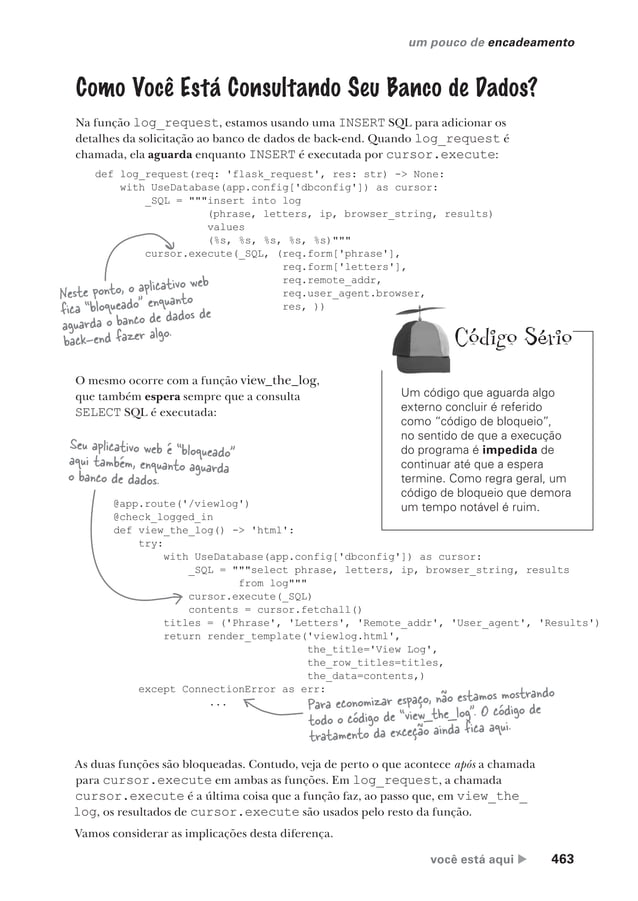 um pouco de encadeamento
Como Você Está Consultando Seu Banco de Dados?
Na função log_request, estamos usando uma INSERT SQL para adicionar os
detalhes da solicitação ao banco de dados de back-end. Quando log_request é
chamada, ela aguarda enquanto INSERT é executada por cursor.execute:
def log_request(req: 'flask_request', res: str) -> None:
with UseDatabase(app.config['dbconfig']) as cursor:
_SQL = """insert into log
(phrase, letters, ip, browser_string, results)
values
(%s, %s, %s, %s, %s)"""
cursor.execute(_SQL, (req.form['phrase'],
req.form['letters'],
req.remote_addr,
req.user_agent.browser,
res, ))
Neste ponto, o aplicativo web
fica “bloqueado” enquanto
aguarda o banco de dados de
back-end fazer algo.
Código Sério
Um código que aguarda algo
externo concluir é referido
como “código de bloqueio”,
no sentido de que a execução
do programa é impedida de
continuar até que a espera
termine. Como regra geral, um
código de bloqueio que demora
um tempo notável é ruim.
O mesmo ocorre com a função view_the_log,
que também espera sempre que a consulta
SELECT SQL é executada:
Seu aplicativo web é “bloqueado”
aqui também, enquanto aguarda
o banco de dados.
@app.route('/viewlog')
@check_logged_in
def view_the_log() -> 'html':
try:
with UseDatabase(app.config['dbconfig']) as cursor:
_SQL = """select phrase, letters, ip, browser_string, results
from log"""
cursor.execute(_SQL)
contents = cursor.fetchall()
titles = ('Phrase', 'Letters', 'Remote_addr', 'User_agent', 'Results')
return render_template('viewlog.html',
the_title='View Log',
the_row_titles=titles,
the_data=contents,)
except ConnectionError as err:
...
Para economizar espaço, não estamos mostrando
todo o código de “view_the_log”. O código de
tratamento da exceção ainda fica aqui.
As duas funções são bloqueadas. Contudo, veja de perto o que acontece após a chamada
para cursor.execute em ambas as funções. Em log_request, a chamada
cursor.execute é a última coisa que a função faz, ao passo que, em view_the_
log, os resultados de cursor.execute são usados pelo resto da função.
Vamos considerar as implicações desta diferença.
você está aqui ▶ 463